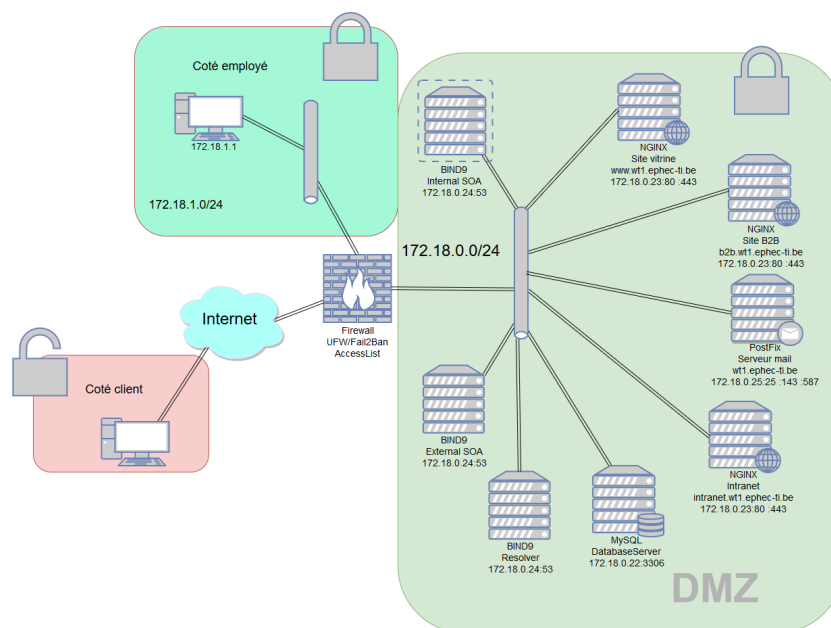 Coté employé
172.18.1.1
172.18.1.0/24
BIND9
Internal SOA
172.18.0.24:53
NGINX
Site vitrine
www.wt1.ephec-ti.be
172.18.0.23:80 :443
NGINX
Site B2B
b2b.wt1.ephec-ti.be
172.18.0.23:80 :443
172.18.0.0/24
Internet
Firewall
UFW/Fail2Ban
AccessList
PostFix
Serveur mail
wt1.ephec-ti.be
172.18.0.25:25 :143 :587
Coté client
BIND9
External SOA
172.18.0.24:53
NGINX
Intranet
intranet.wt1.ephec-ti.be
172.18.0.23:80 :443
BIND9
Resolver
172.18.0.24:53
MySQL
DatabaseServer
172.18.0.22:3306
DMZ